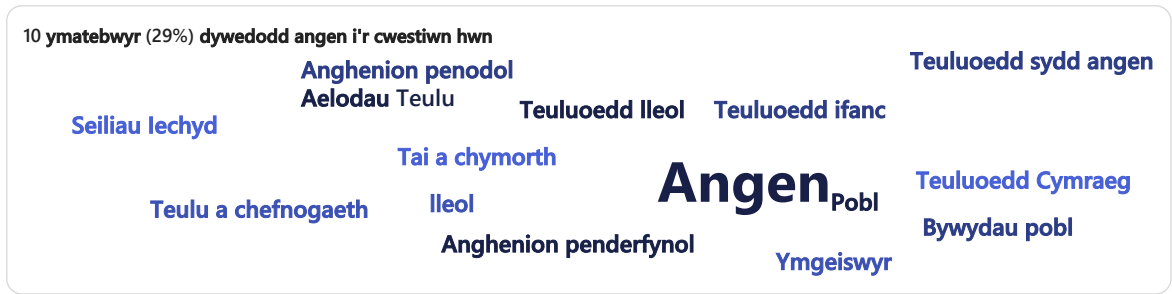 10 ymatebwyr (29%) dywedodd angen i'r cwestiwn hwn
Teuluoedd sydd angen
Anghenion penodol
Aelodau Teulu
Teuluoedd lleol
Teuluoedd ifanc
Seiliau Iechyd
Tai a chymorth
Angen
Pobl
Teuluoedd Cymraeg
Teulu a chefnogaeth
lleol
Bywydau pobl
Anghenion penderfynol
Ymgeiswyr